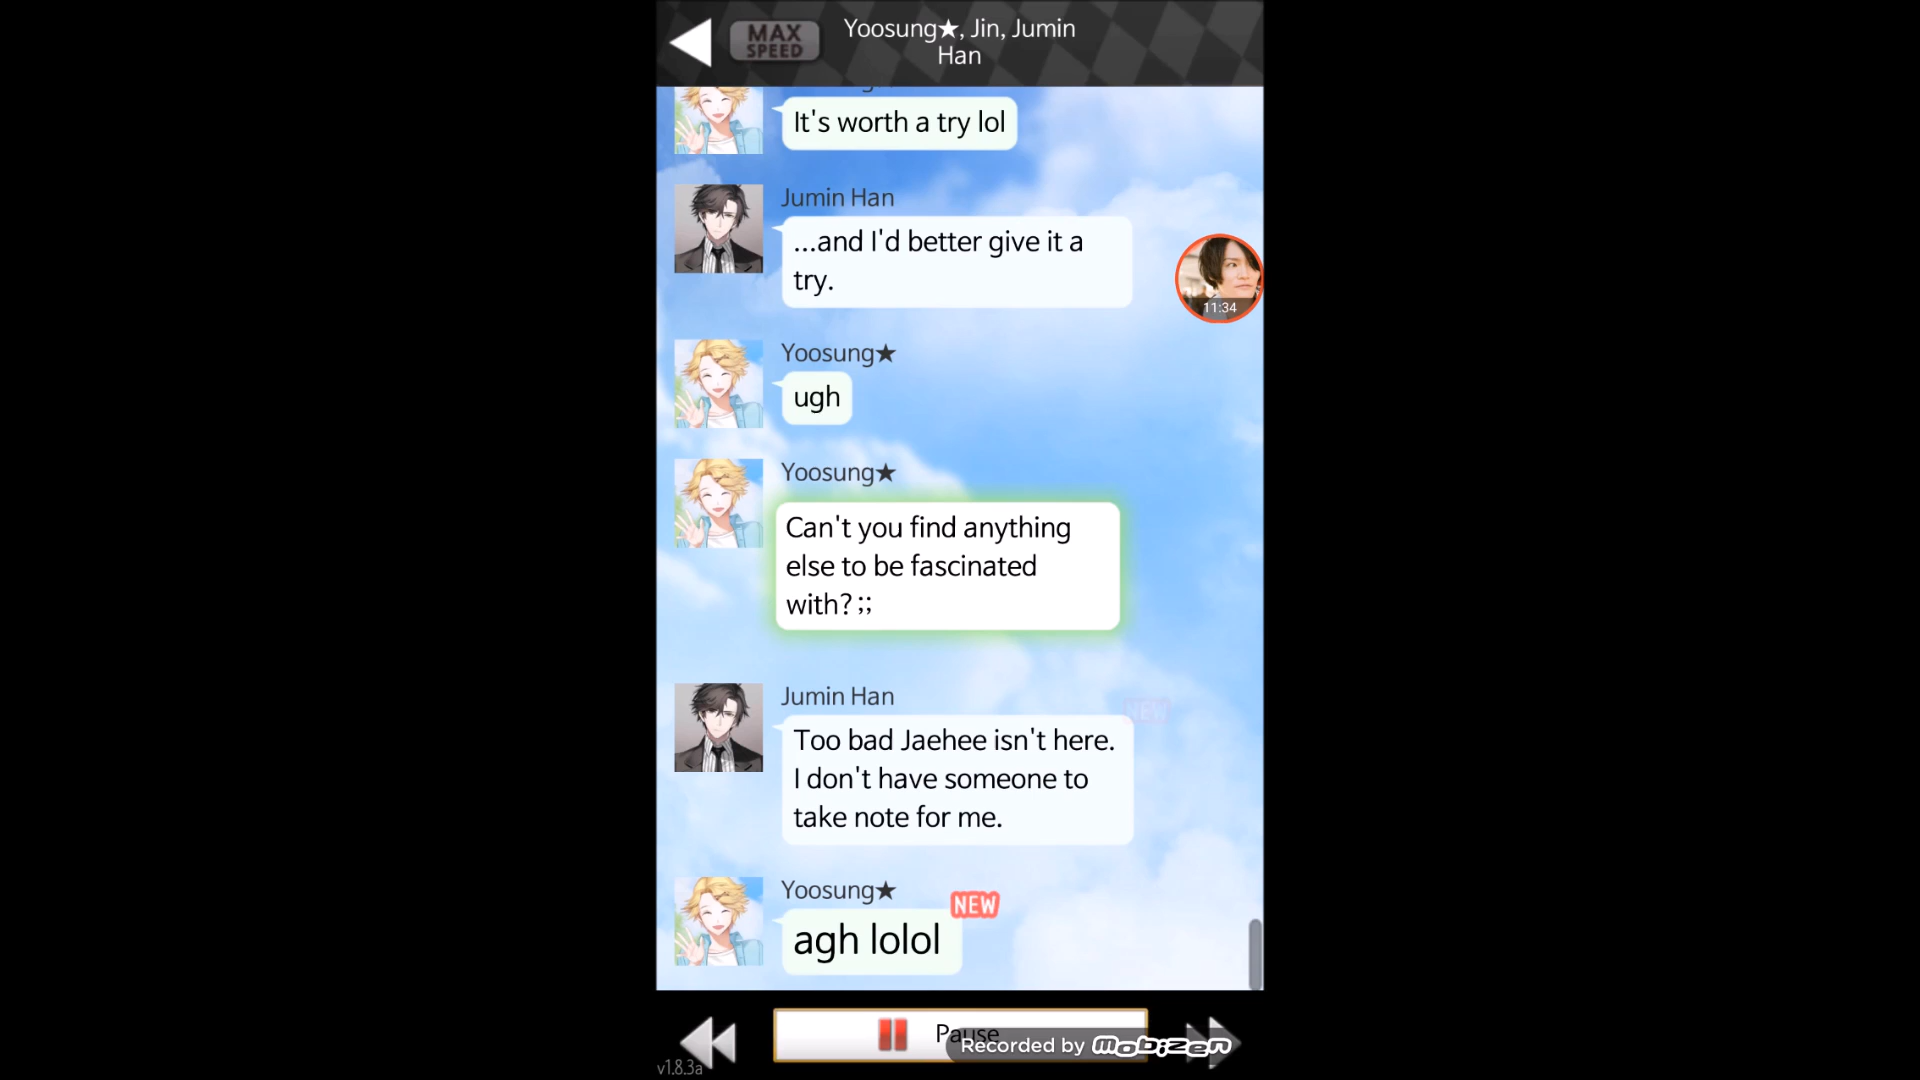 MAX
SPEED
Yoosung★, Jin, Jumin
Han
It's worth a try lol
Jumin Han
...and I'd better give it a
try.
11:34
Yoosung★
ugh
Yoosung★
Can't you find anything
else to be fascinated
with? ;;
Jumin Han
NEW
Too bad Jaehee isn't here.
I don't have someone to
take note for me.
Yoosung★
NEW
agh lolol
Pause
Recorded by Mobizen
v1.8.3a